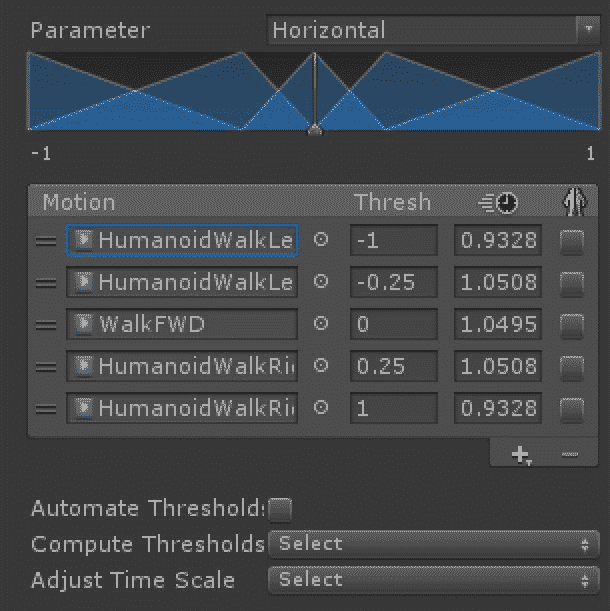 Parameter Horizontal
-1 1
Motion Thresh
HumanoidWalkLe -1 0.9328
HumanoidWalkLe -0.25 1.0508
WalkFWD 0 1.0495
HumanoidWalkRi 0.25 1.0508
HumanoidWalkRi 1 0.9328
Automate Threshold
Compute Thresholds Select
Adjust Time Scale Select